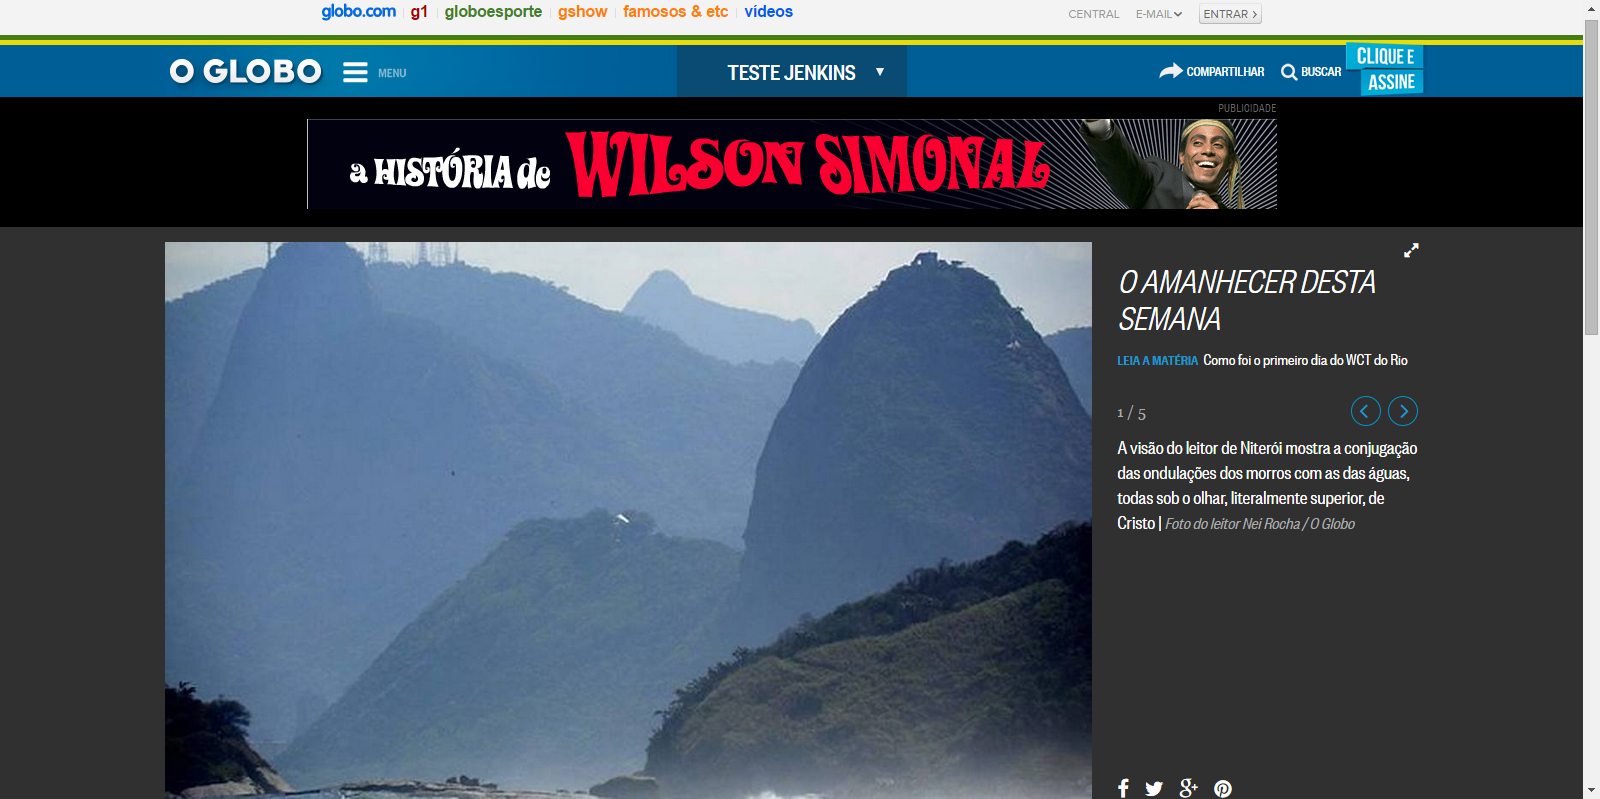 globo.com g1 globoesporte gshow famosos & etc vídeos CENTRAL E-MAIL ENTRAR
O GLOBO MENU TESTE JENKINS ▼ COMPARTILHAR BUSCAR CLIQUE E
ASSINE
PUBLICIDADE
a HISTÓRIA de WILSON SIMONAL
O AMANHECER DESTA
SEMANA
LEIA A MATÉRIA Como foi o primeiro dia do WCT do Rio
1 / 5
A visão do leitor de Niterói mostra a conjugação
das ondulações dos morros com as das águas,
todas sob o olhar, literalmente superior, de
Cristo | Foto do leitor Nei Rocha / O Globo